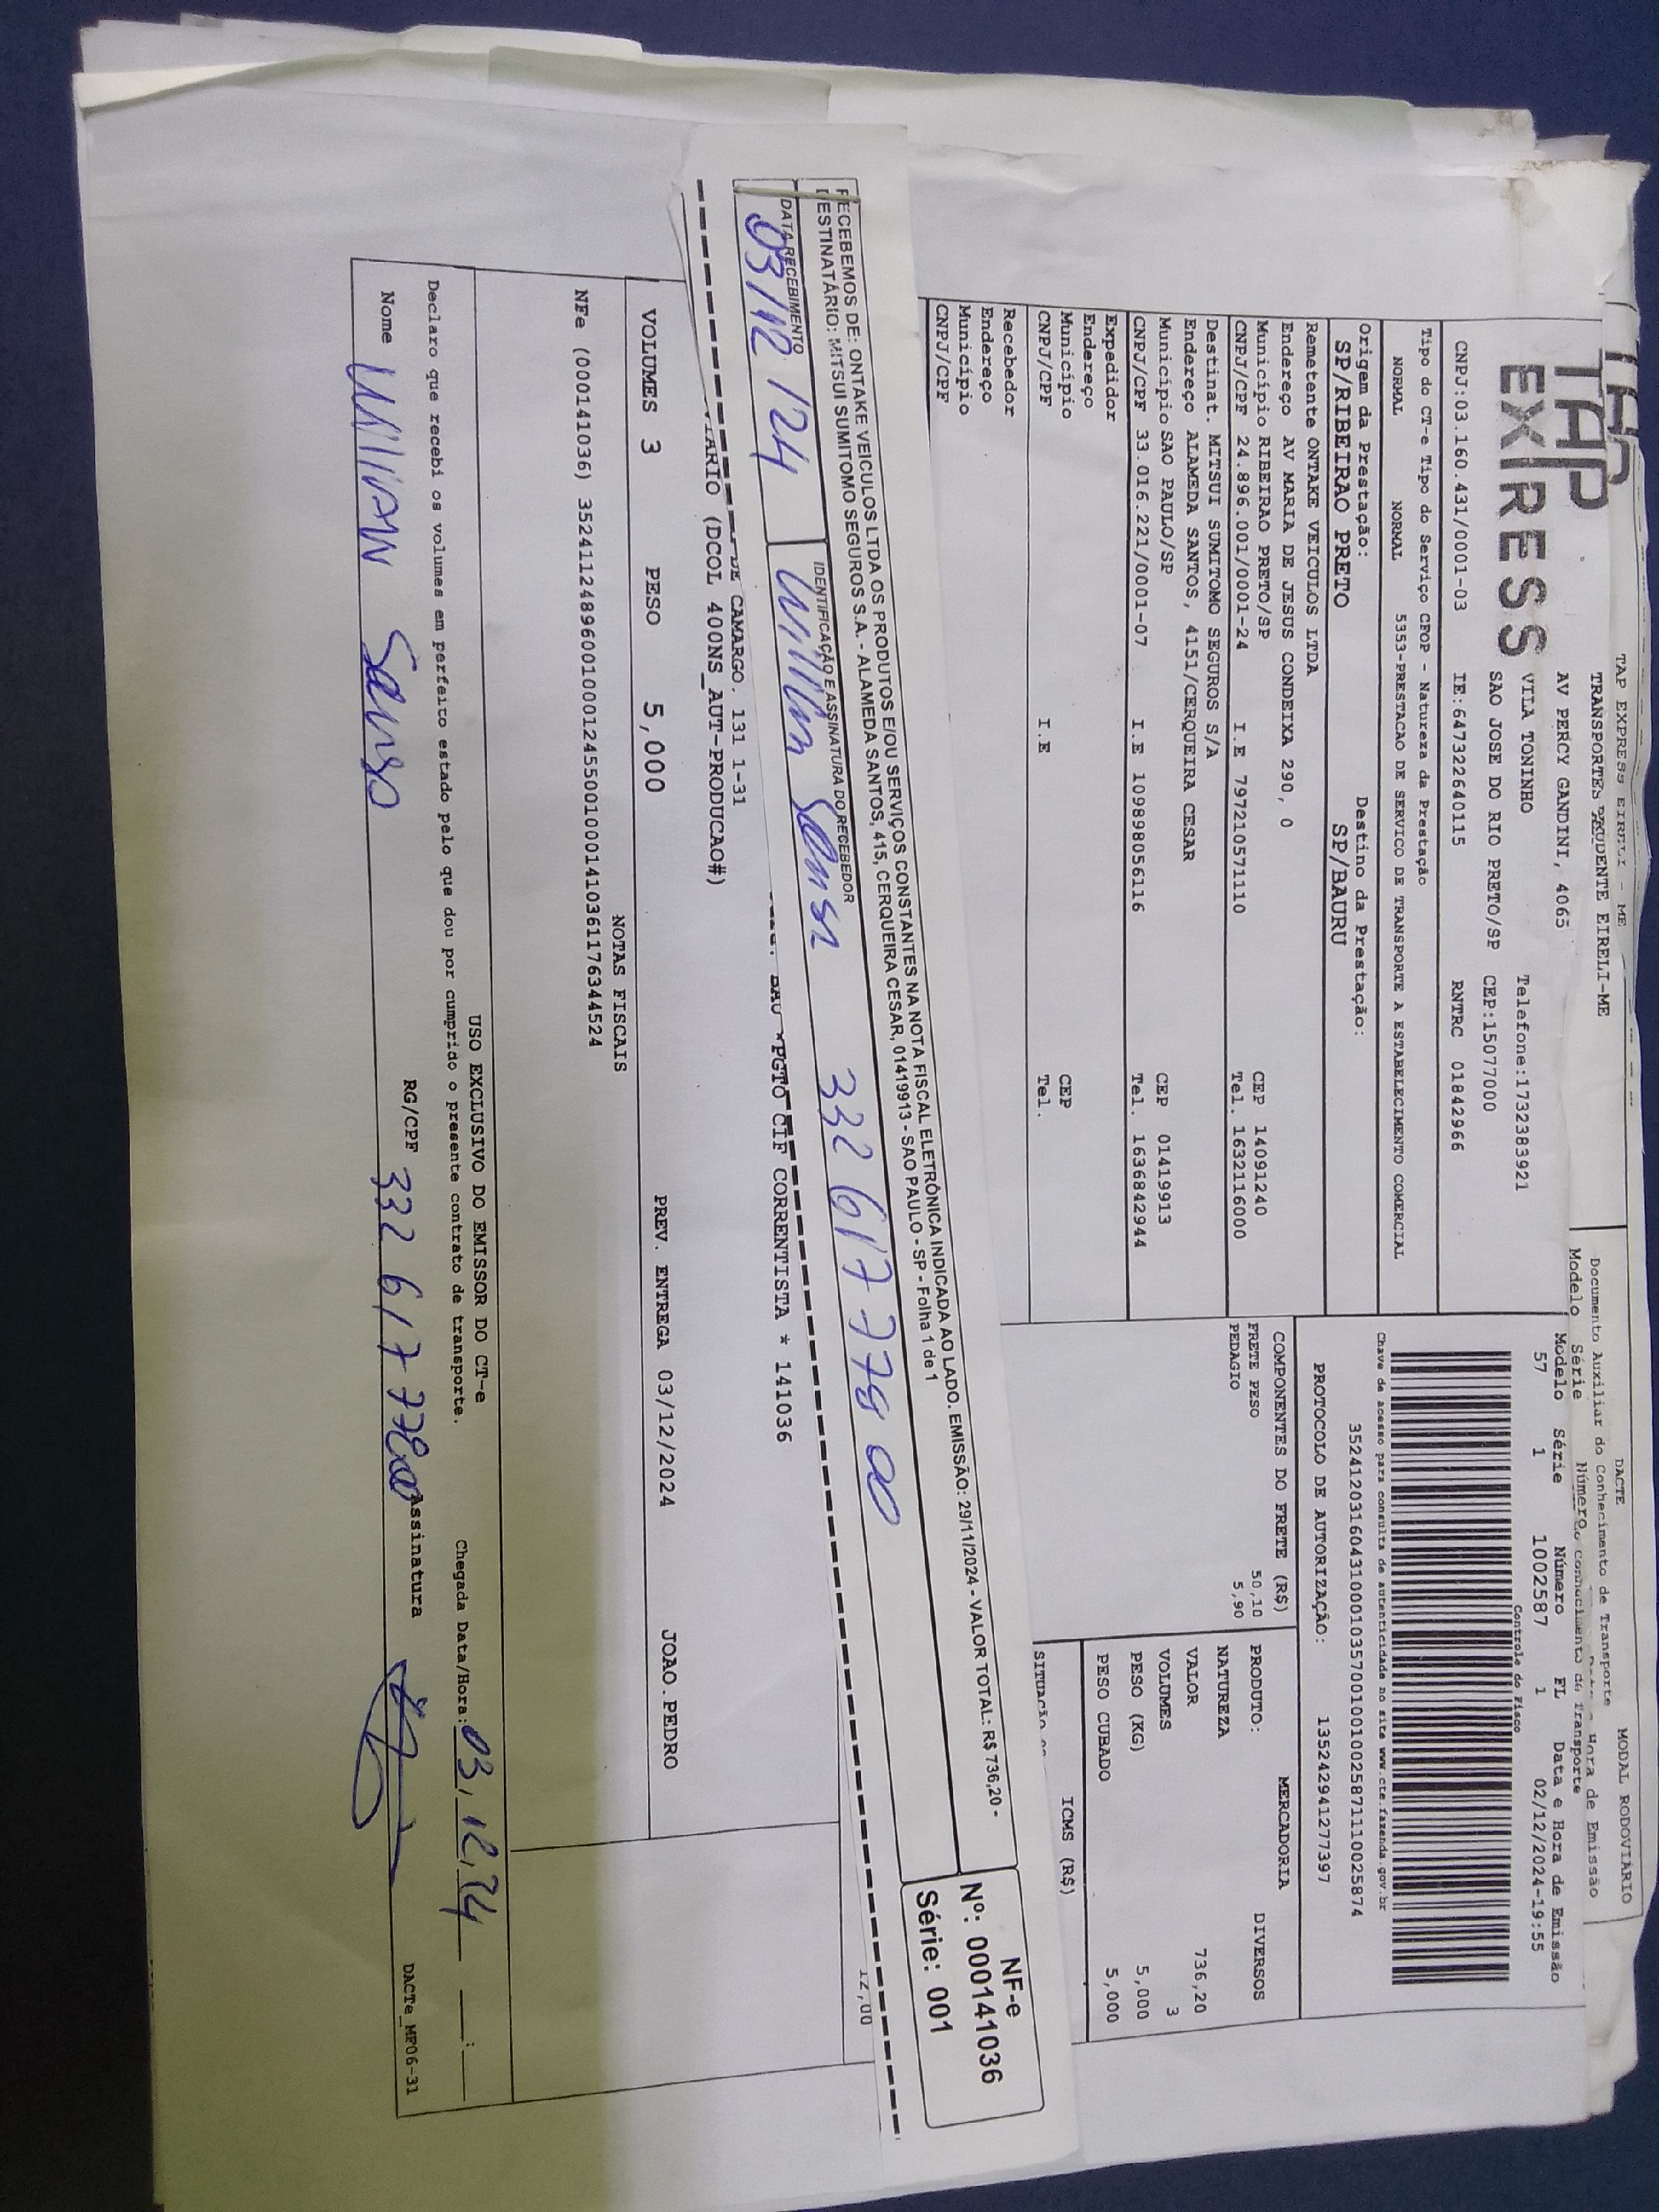 TAP EXPRESS EIRELI - ME
TRANSPORTES PRUDENTE EIRELI-ME
TAP
EXPRESS
AV PERCY GANDINI, 4065
VILA TONINHO
Telefone:1732383921
SAO JOSE DO RIO PRETO/SP CEP:15077000
CNPJ:03.160.431/0001-03 IE:647322640115 RNTRC 01842966
DACTE
MODAL RODOVIÁRIO
Documento Auxiliar do Conhecimento de Transporte
Modelo Série Número FL Data e Hora de Emissão
57 1 1002587 1 02/12/2024-19:55
Controle do Fisco
Chave de acesso para consulta de autenticidade no site www.cte.fazenda.gov.br
Tipo do CT-e Tipo do Serviço CFOP - Natureza da Prestação
NORMAL NORMAL 5353-PRESTACAO DE SERVICO DE TRANSPORTE A ESTABELECIMENTO COMERCIAL
35241203160431000103570010010025871110025874
PROTOCOLO DE AUTORIZAÇÃO: 135242941277397
Origem da Prestação: Destino da Prestação:
SP/RIBEIRAO PRETO SP/BAURU
Remetente ONTAKE VEICULOS LTDA
Endereço AV MARIA DE JESUS CONDEIXA 290, 0
Município RIBEIRAO PRETO/SP CEP 14091240
CNPJ/CPF 24.896.001/0001-24 I.E 797210571110 Tel. 1632116000
Destinat. MITSUI SUMITOMO SEGUROS S/A
Endereço ALAMEDA SANTOS, 4151/CERQUEIRA CESAR
Município SAO PAULO/SP CEP 01419913
CNPJ/CPF 33.016.221/0001-07 I.E 109898056116 Tel. 1636842944
Expedidor
Endereço
Município CEP
CNPJ/CPF I.E Tel.
Recebedor
Endereço
Município
CNPJ/CPF
COMPONENTES DO FRETE (R$)
FRETE PESO 50,10
PEDAGIO 5,90
MERCADORIA
PRODUTO: DIVERSOS
NATUREZA
VALOR 736,20
VOLUMES 3
PESO (KG) 5,000
PESO CUBADO 5,000
ICMS (R$)
12,00
RECEBEMOS DE: ONTAKE VEICULOS LTDA OS PRODUTOS E/OU SERVIÇOS CONSTANTES NA NOTA FISCAL ELETRÔNICA INDICADA AO LADO. EMISSÃO: 29/11/2024 - VALOR TOTAL: R$ 736,20 -
DESTINATÁRIO: MITSUI SUMITOMO SEGUROS S.A. - ALAMEDA SANTOS, 415, CERQUEIRA CESAR, 01419913 - SAO PAULO - SP - Folha 1 de 1
DATA RECEBIMENTO IDENTIFICAÇÃO E ASSINATURA DO RECEBEDOR
03/12/24 332 617 778 00
NF-e
Nº: 000141036
Série: 001
PGTO CIF CORRENTISTA * 141036
CAMARGO, 131 1-31
(DCOL 400NS_AUT-PRODUCAO#)
VOLUMES 3 PESO 5,000 PREV. ENTREGA 03/12/2024 JOAO.PEDRO
NOTAS FISCAIS
NFe (000141036) 35241124896001000124550010001410361176344524
USO EXCLUSIVO DO EMISSOR DO CT-e
Declaro que recebi os volumes em perfeito estado pelo que dou por cumprido o presente contrato de transporte. Chegada Data/Hora: 03,12,24 :
Nome RG/CPF 332 617 77800 Assinatura
DACTe_MF06-31